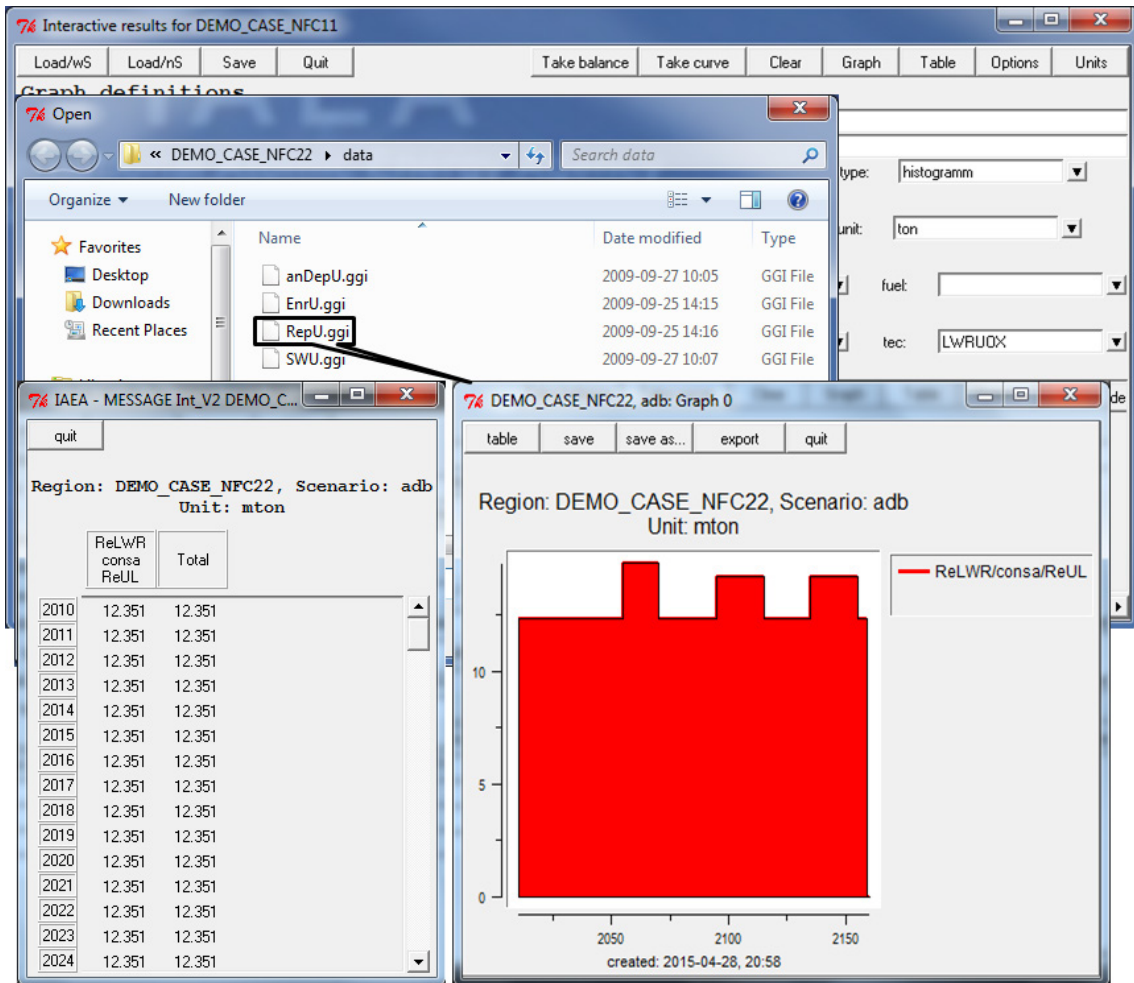 Interactive results for DEMO_CASE_NFC11
Load/wS Load/nS Save Quit Take balance Take curve Clear Graph Table Options Units
Graph definitions
Open
« DEMO_CASE_NFC22 data Search data
type: histogramm
Organize New folder
unit: ton
Favorites
Desktop
Downloads
Recent Places
Name Date modified Type
anDepU.ggi 2009-09-27 10:05 GGI File
EnrU.ggi 2009-09-25 14:15 GGI File
RepU.ggi 2009-09-25 14:16 GGI File
SWU.ggi 2009-09-27 10:07 GGI File
fuel:
tec: LWRUOX
IAEA - MESSAGE Int_V2 DEMO_C...
quit
Region: DEMO_CASE_NFC22, Scenario: adb
Unit: mton
ReLWR
consa
ReUL
Total
2010 12.351 12.351
2011 12.351 12.351
2012 12.351 12.351
2013 12.351 12.351
2014 12.351 12.351
2015 12.351 12.351
2016 12.351 12.351
2017 12.351 12.351
2018 12.351 12.351
2019 12.351 12.351
2020 12.351 12.351
2021 12.351 12.351
2022 12.351 12.351
2023 12.351 12.351
2024 12.351 12.351
DEMO_CASE_NFC22, adb: Graph 0
table save save as... export quit
Region: DEMO_CASE_NFC22, Scenario: adb
Unit: mton
ReLWR/consa/ReUL
10
5
0
2050 2100 2150
created: 2015-04-28, 20:58